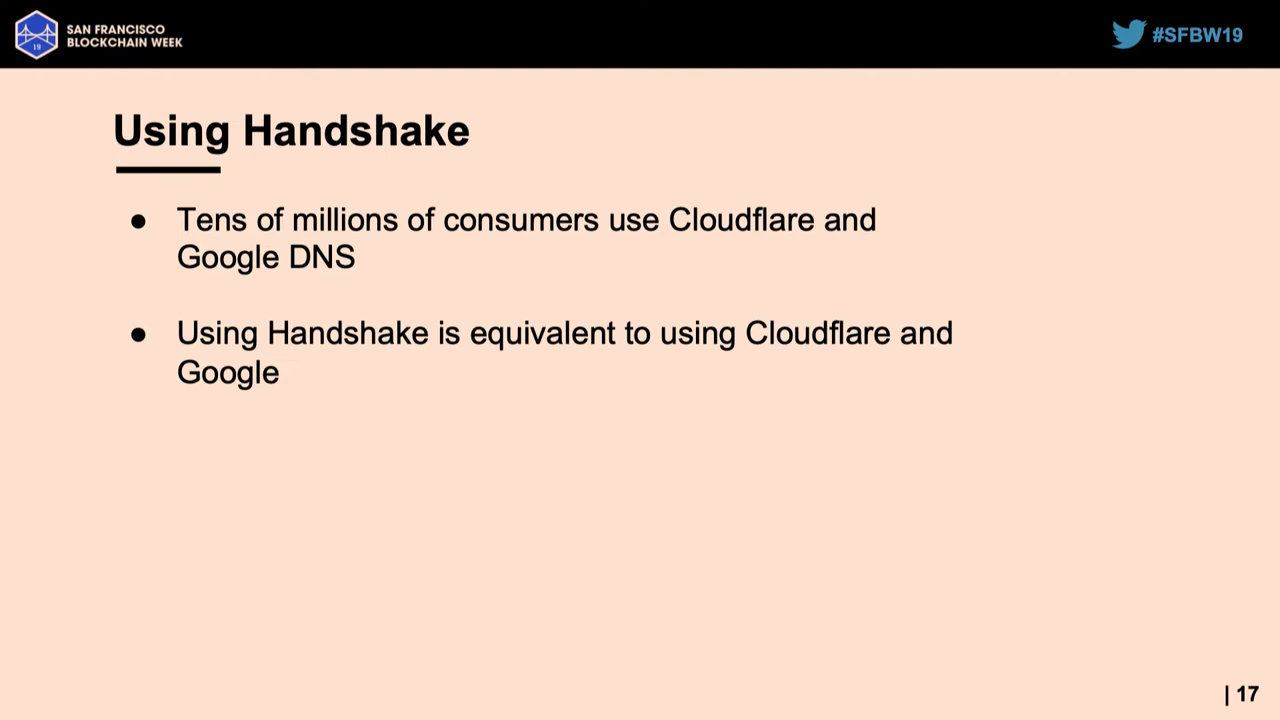 SAN FRANCISCO
BLOCKCHAIN WEEK
19
#SFBW19
Using Handshake
● Tens of millions of consumers use Cloudflare and
Google DNS
● Using Handshake is equivalent to using Cloudflare and
Google
| 17